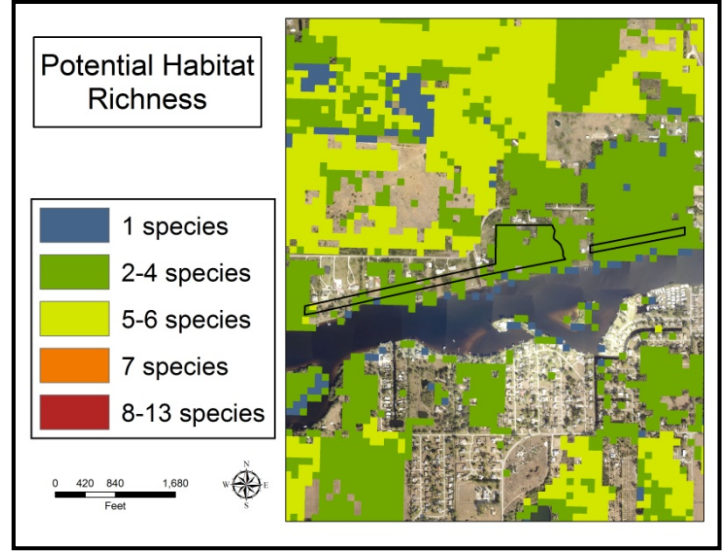 Potential Habitat
Richness
1 species
2-4 species
5-6 species
7 species
8-13 species
0 420 840 1,680
Feet
N
W E
S